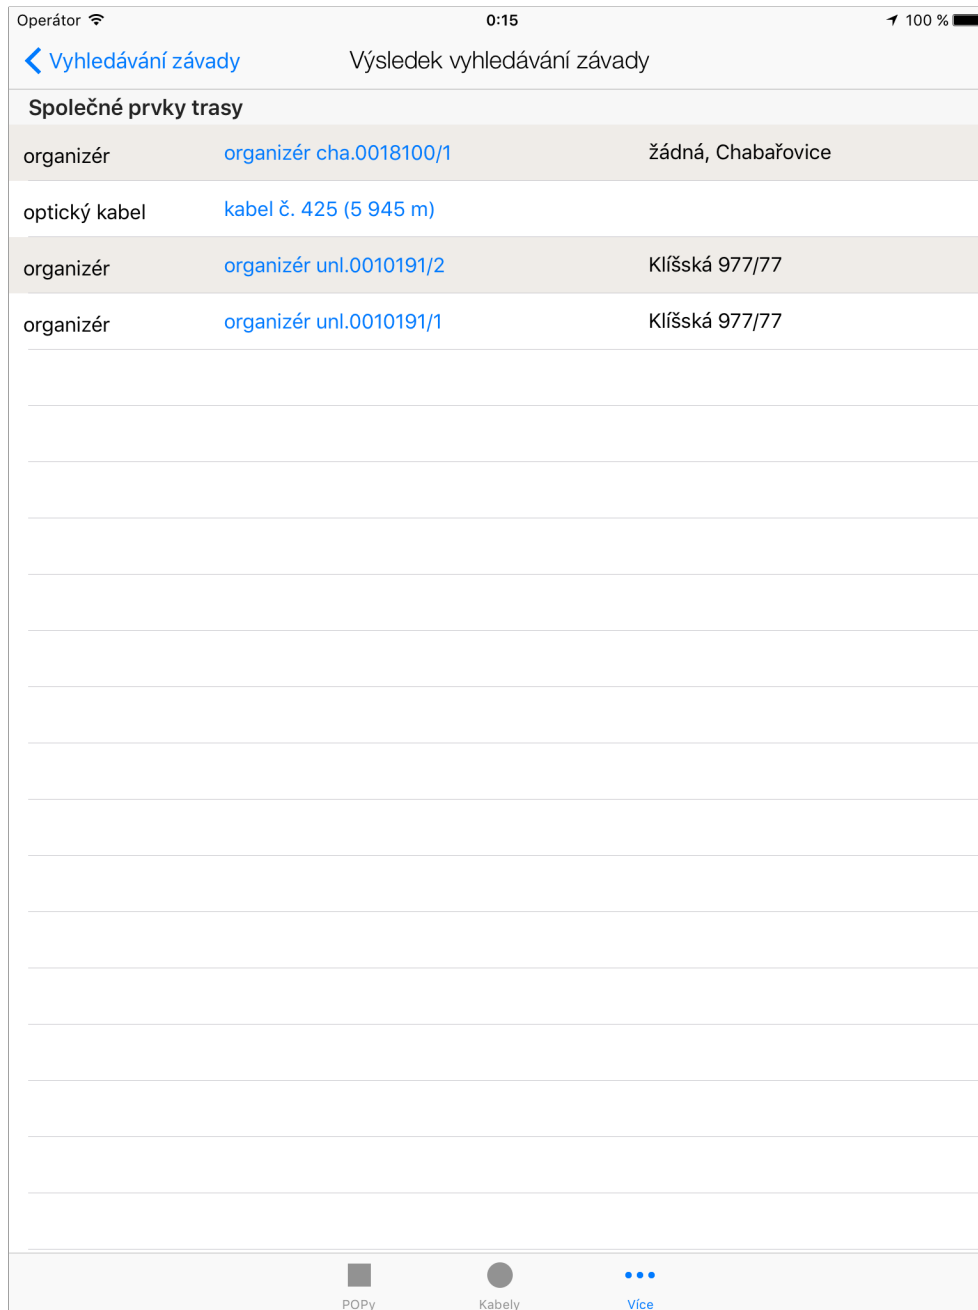 Operátor 0:15 100 %
Vyhledávání závady Výsledek vyhledávání závady
Společné prvky trasy
organizér organizér cha.0018100/1 žádná, Chabařovice
optický kabel kabel č. 425 (5 945 m)
organizér organizér unl.0010191/2 Klíšská 977/77
organizér organizér unl.0010191/1 Klíšská 977/77
POPy Kabely Více